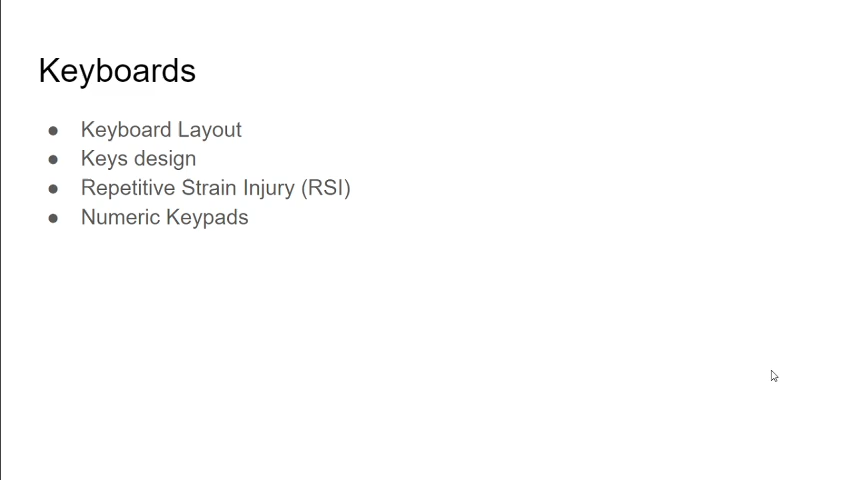 Keyboards
● Keyboard Layout
● Keys design
● Repetitive Strain Injury (RSI)
● Numeric Keypads